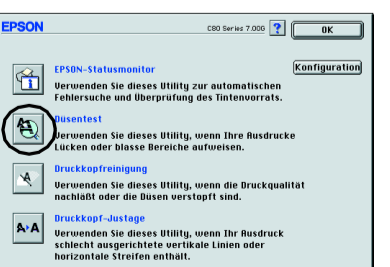 EPSON
C80 Series 7.00G ? OK
EPSON-Statusmonitor
Konfiguration
Verwenden Sie dieses Utility zur automatischen
Fehlersuche und Überprüfung des Tintenvorrats.
Düsentest
Verwenden Sie dieses Utility, wenn Ihre Ausdrucke
Lücken oder blasse Bereiche aufweisen.
Druckkopfreinigung
Verwenden Sie dieses Utility, wenn die Druckqualität
nachläßt oder die Düsen verstopft sind.
Druckkopf-Justage
Verwenden Sie dieses Utility, wenn Ihr Ausdruck
schlecht ausgerichtete vertikale Linien oder
horizontale Streifen enthält.